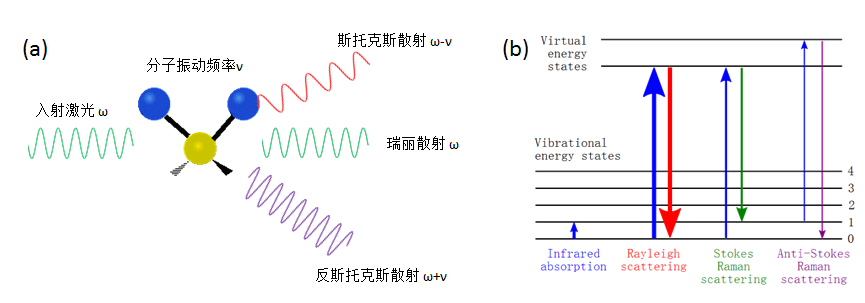 (a)
斯托克斯散射 ω-ν
分子振动频率ν
入射激光 ω
瑞丽散射 ω
反斯托克斯散射 ω+ν
(b)
Virtual
energy
states
Vibrational
energy states
4
3
2
1
0
Infrared
absorption
Rayleigh
scattering
Stokes
Raman
scattering
Anti-Stokes
Raman
scattering